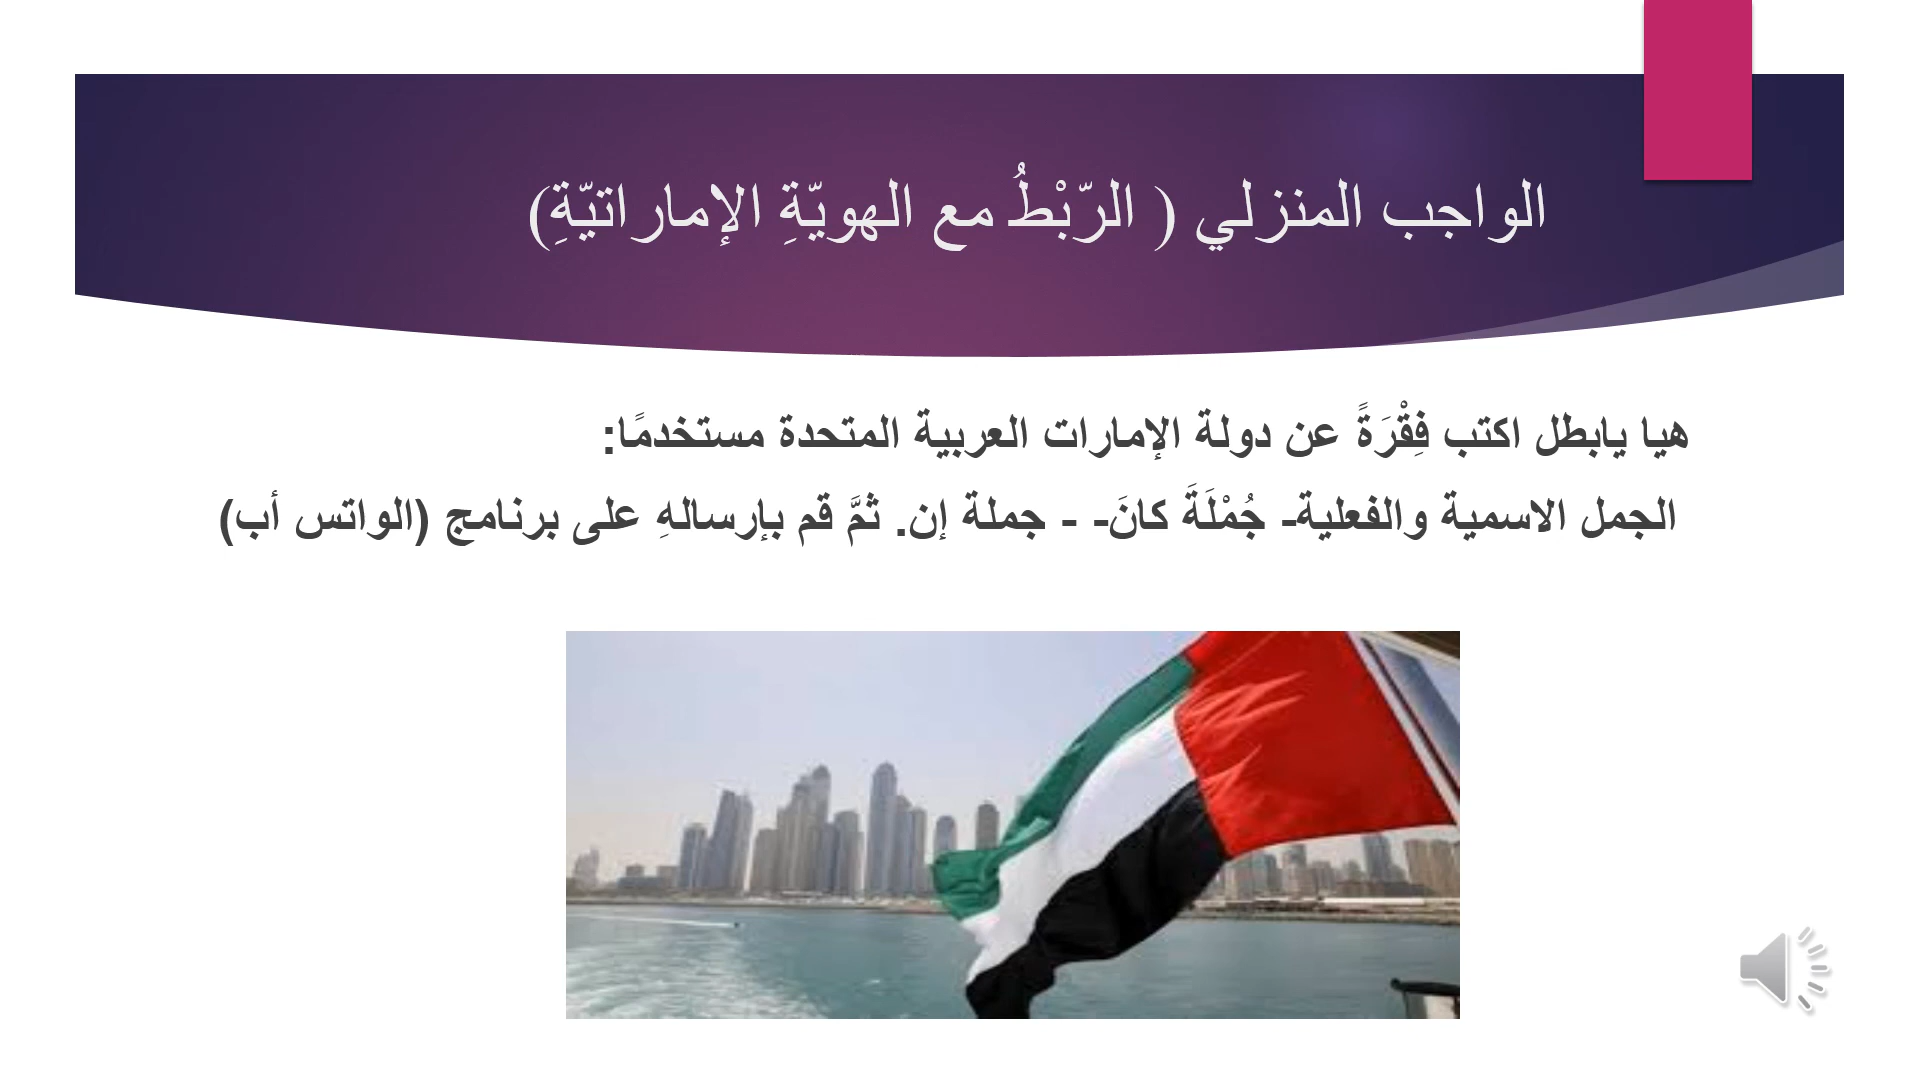 الواجب المنزلي ( الرّبْطُ مع الهويّةِ الإماراتيّةِ)
هيا يابطل اكتب فِقْرَةً عن دولة الإمارات العربية المتحدة مستخدمًا:
الجمل الاسمية والفعلية- جُمْلَةَ كانَ- - جملة إن. ثمَّ قم بإرسالهِ على برنامج (الواتس أب)